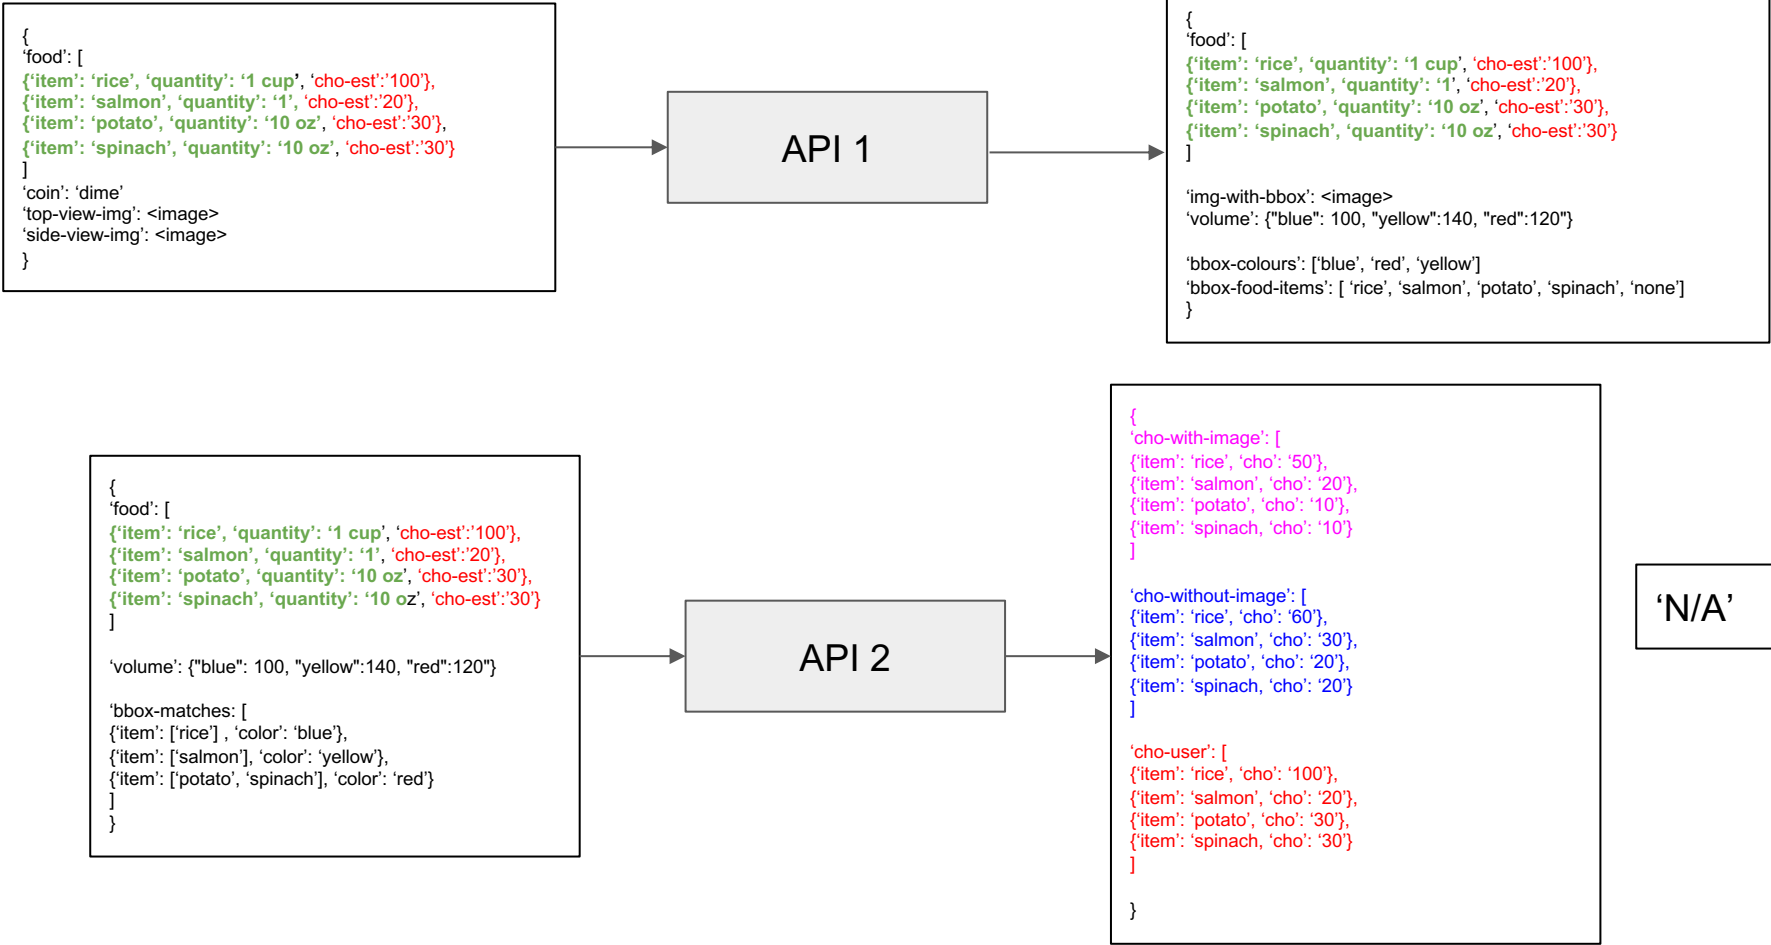 {
‘food’: [
{‘item’: ‘rice’, ‘quantity’: ‘1 cup’, ‘cho-est’:’100’},
{‘item’: ‘salmon’, ‘quantity’: ‘1’, ‘cho-est’:’20’},
{‘item’: ‘potato’, ‘quantity’: ‘10 oz’, ‘cho-est’:’30’},
{‘item’: ‘spinach’, ‘quantity’: ‘10 oz’, ‘cho-est’:’30’}
]
‘coin’: ‘dime’
‘top-view-img’: <image>
‘side-view-img’: <image>
}
API 1
{
‘food’: [
{‘item’: ‘rice’, ‘quantity’: ‘1 cup’, ‘cho-est’:’100’},
{‘item’: ‘salmon’, ‘quantity’: ‘1’, ‘cho-est’:’20’},
{‘item’: ‘potato’, ‘quantity’: ‘10 oz’, ‘cho-est’:’30’},
{‘item’: ‘spinach’, ‘quantity’: ‘10 oz’, ‘cho-est’:’30’}
]
‘img-with-bbox’: <image>
‘volume’: {"blue": 100, "yellow":140, "red":120"}
‘bbox-colours’: [‘blue’, ‘red’, ‘yellow’]
‘bbox-food-items’: [ ‘rice’, ‘salmon’, ‘potato’, ‘spinach’, ‘none’]
}
{
‘food’: [
{‘item’: ‘rice’, ‘quantity’: ‘1 cup’, ‘cho-est’:’100’},
{‘item’: ‘salmon’, ‘quantity’: ‘1’, ‘cho-est’:’20’},
{‘item’: ‘potato’, ‘quantity’: ‘10 oz’, ‘cho-est’:’30’},
{‘item’: ‘spinach’, ‘quantity’: ‘10 oz’, ‘cho-est’:’30’}
]
‘volume’: {"blue": 100, "yellow":140, "red":120"}
‘bbox-matches: [
{‘item’: [‘rice’] , ‘color’: ‘blue’},
{‘item’: [‘salmon’], ‘color’: ‘yellow’},
{‘item’: [‘potato’, ‘spinach’], ‘color’: ‘red’}
]
}
API 2
{
‘cho-with-image’: [
{‘item’: ‘rice’, ‘cho’: ‘50’},
{‘item’: ‘salmon’, ‘cho’: ‘20’},
{‘item’: ‘potato’, ‘cho’: ‘10’},
{‘item’: ‘spinach, ‘cho’: ‘10’}
]
‘cho-without-image’: [
{‘item’: ‘rice’, ‘cho’: ‘60’},
{‘item’: ‘salmon’, ‘cho’: ‘30’},
{‘item’: ‘potato’, ‘cho’: ‘20’},
{‘item’: ‘spinach, ‘cho’: ‘20’}
]
‘cho-user’: [
{‘item’: ‘rice’, ‘cho’: ‘100’},
{‘item’: ‘salmon’, ‘cho’: ‘20’},
{‘item’: ‘potato’, ‘cho’: ‘30’},
{‘item’: ‘spinach, ‘cho’: ‘30’}
]
}
‘N/A’